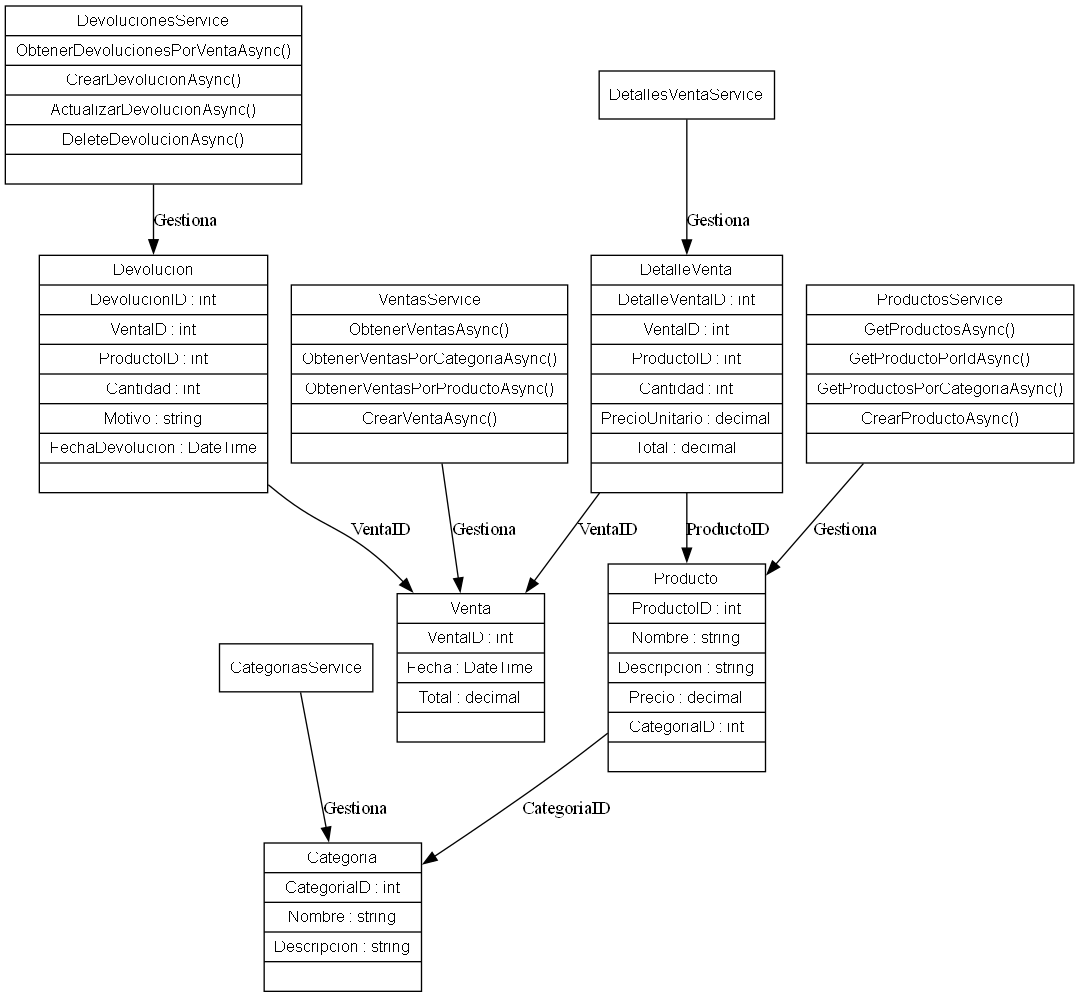 DevolucionesService
ObtenerDevolucionesPorVentaAsync()
CrearDevolucionAsync()
ActualizarDevolucionAsync()
DeleteDevolucionAsync()
DetallesVentaService
Gestiona
Gestiona
Devolucion
DevolucionID : int
VentaID : int
ProductoID : int
Cantidad : int
Motivo : string
FechaDevolucion : DateTime
VentasService
ObtenerVentasAsync()
ObtenerVentasPorCategoriaAsync()
ObtenerVentasPorProductoAsync()
CrearVentaAsync()
DetalleVenta
DetalleVentaID : int
VentaID : int
ProductoID : int
Cantidad : int
PrecioUnitario : decimal
Total : decimal
ProductosService
GetProductosAsync()
GetProductoPorIdAsync()
GetProductosPorCategoriaAsync()
CrearProductoAsync()
VentaID
Gestiona
VentaID
ProductoID
Gestiona
CategoriasService
Venta
VentaID : int
Fecha : DateTime
Total : decimal
Producto
ProductoID : int
Nombre : string
Descripcion : string
Precio : decimal
CategoriaID : int
Gestiona
CategoriaID
Categoria
CategoriaID : int
Nombre : string
Descripcion : string